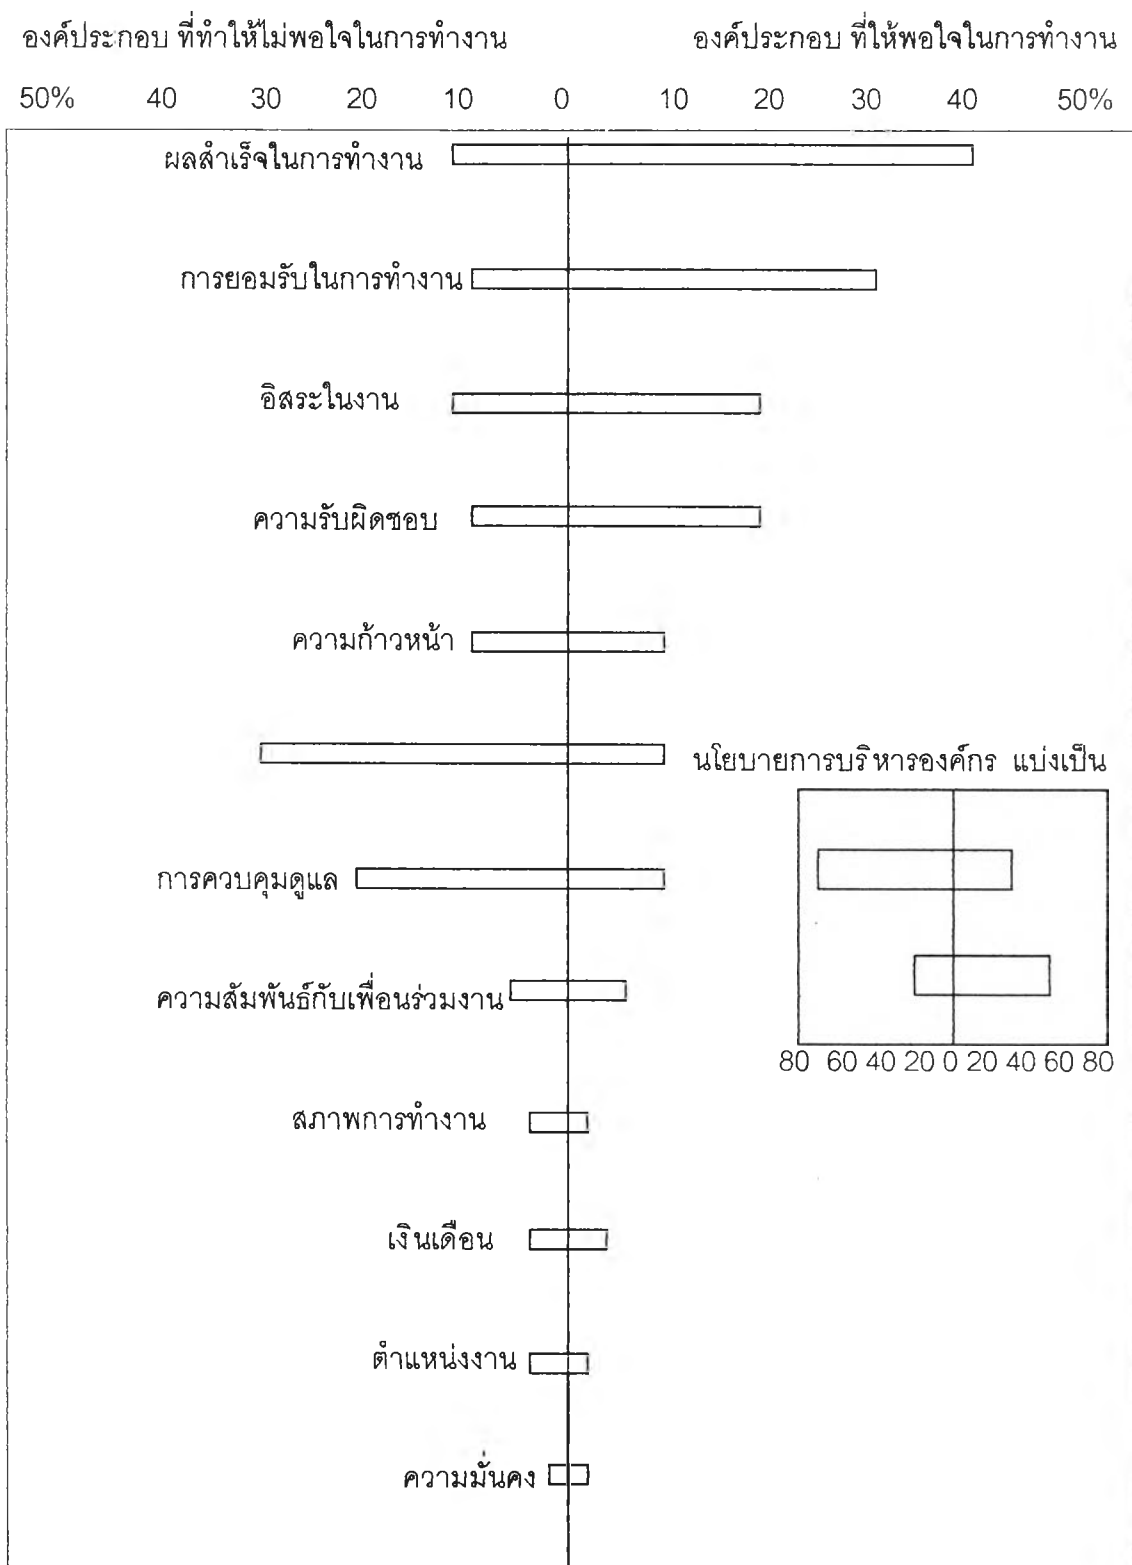 องค์ประกอบ ที่ทำให้ไม่พอใจในการทำงาน องค์ประกอบ ที่ให้พอใจในการทำงาน
50% 40 30 20 10 0 10 20 30 40 50%
ผลสำเร็จในการทำงาน
การยอมรับในการทำงาน
อิสระในงาน
ความรับผิดชอบ
ความก้าวหน้า
นโยบายการบริหารองค์กร แบ่งเป็น
การควบคุมดูแล
ความสัมพันธ์กับเพื่อนร่วมงาน
80 60 40 20 0 20 40 60 80
สภาพการทำงาน
เงินเดือน
ตำแหน่งงาน
ความมั่นคง